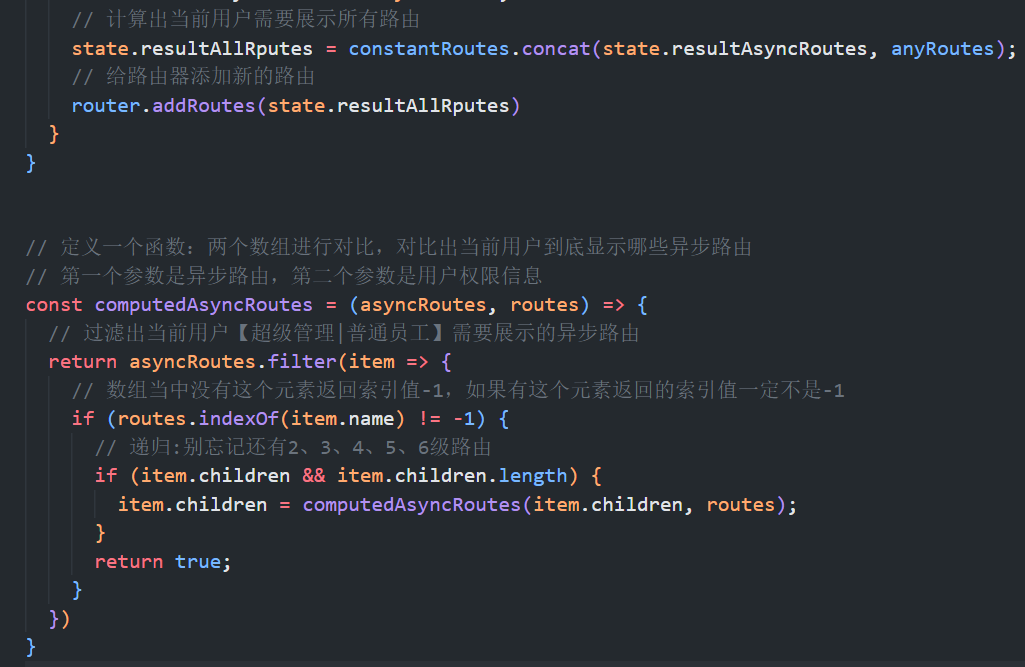 // 计算出当前用户需要展示所有路由
state.resultAllRputes = constantRoutes.concat(state.resultAsyncRoutes, anyRoutes);
// 给路由器添加新的路由
router.addRoutes(state.resultAllRputes)
}
}
// 定义一个函数: 两个数组进行对比，对比出当前用户到底显示哪些异步路由
// 第一个参数是异步路由，第二个参数是用户权限信息
const computedAsyncRoutes = (asyncRoutes, routes) => {
// 过滤出当前用户【超级管理|普通员工】需要展示的异步路由
return asyncRoutes.filter(item => {
// 数组当中没有这个元素返回索引值-1，如果有这个元素返回的索引值一定不是-1
if (routes.indexOf(item.name) != -1) {
// 递归:别忘记还有2、3、4、5、6级路由
if (item.children && item.children.length) {
item.children = computedAsyncRoutes(item.children, routes);
}
return true;
}
})
}